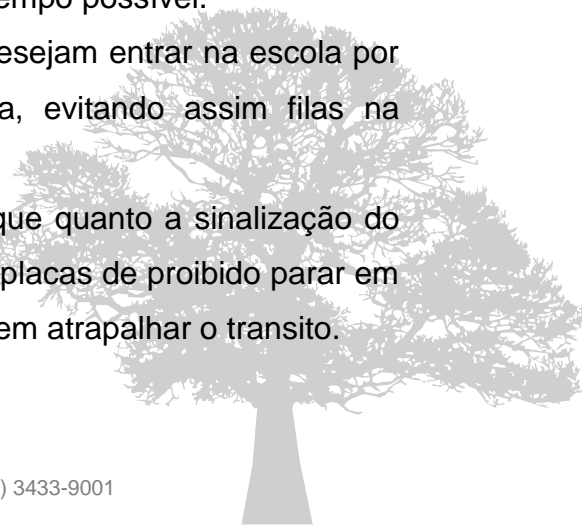 empo possível.
esejam entrar na escola por
a, evitando assim filas na
que quanto a sinalização do
placas de proibido parar em
em atrapalhar o transito.
) 3433-9001